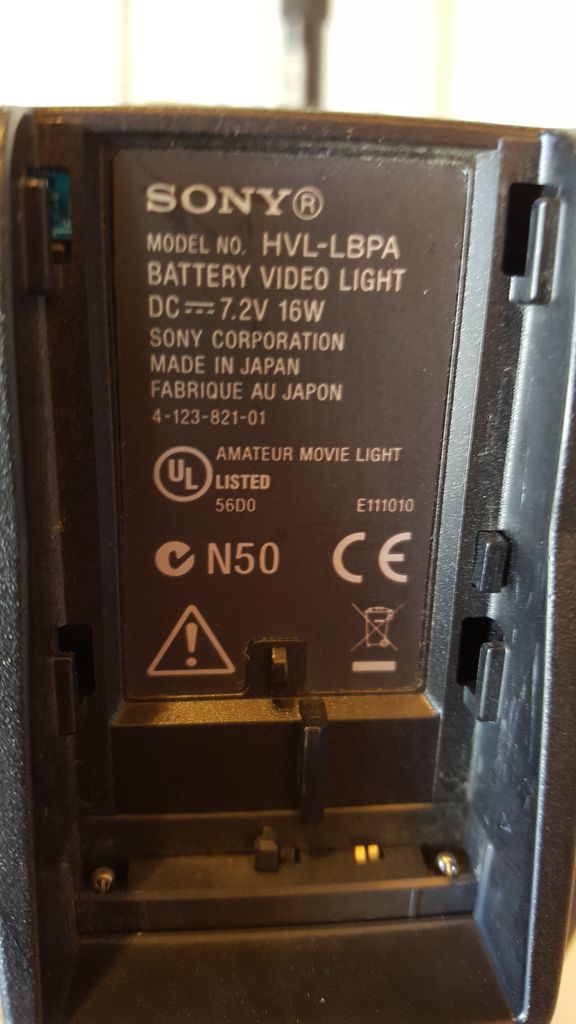 SONY®
MODEL NO. HVL-LBPA
BATTERY VIDEO LIGHT
DC⎓7.2V 16W
SONY CORPORATION
MADE IN JAPAN
FABRIQUE AU JAPON
4-123-821-01
UL AMATEUR MOVIE LIGHT
LISTED
56D0 E111010
N50 CE